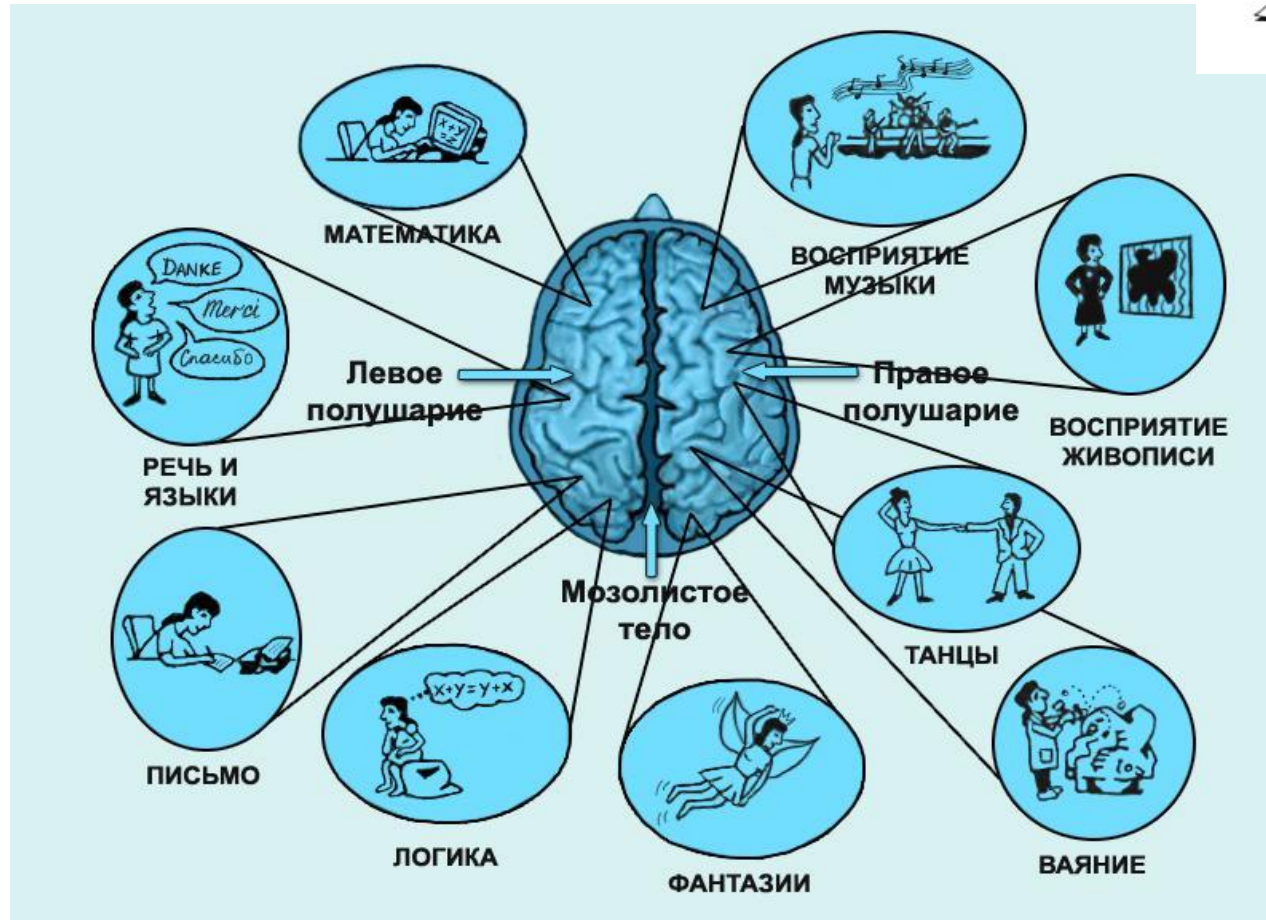 x+y
=z
МАТЕМАТИКА
ВОСПРИЯТИЕ
МУЗЫКИ
DANKE
Merci
Спасибо
РЕЧЬ И
ЯЗЫКИ
Левое
полушарие
Правое
полушарие
ВОСПРИЯТИЕ
ЖИВОПИСИ
Мозолистое
тело
ТАНЦЫ
ПИСЬМО
x+y=y+x
ЛОГИКА
ФАНТАЗИИ
ВАЯНИЕ